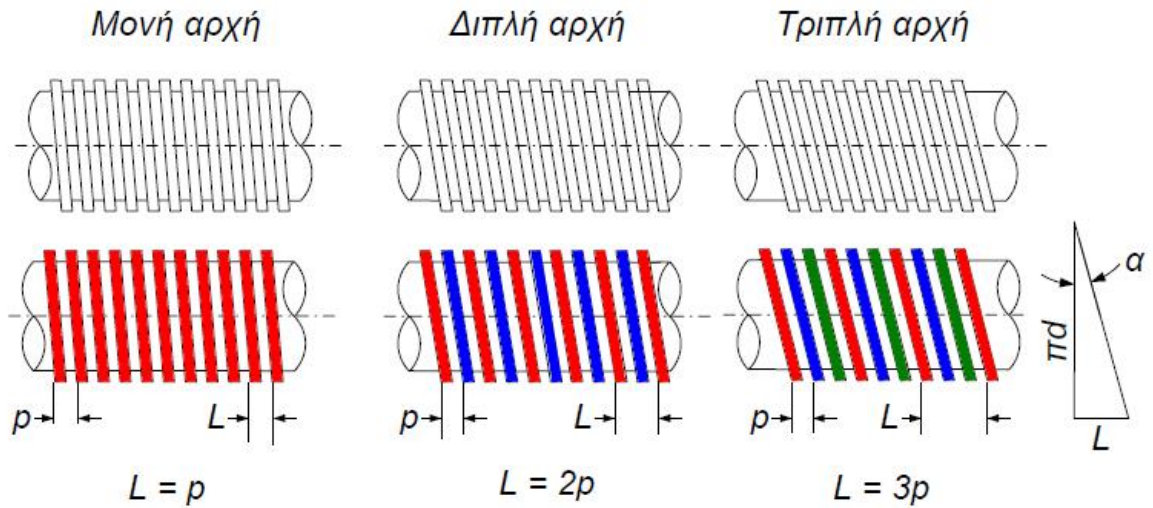 Μονή αρχή
Διπλή αρχή
Τριπλή αρχή
α
πd
L
p
L
p
L
p
L
L = p
L = 2p
L = 3p